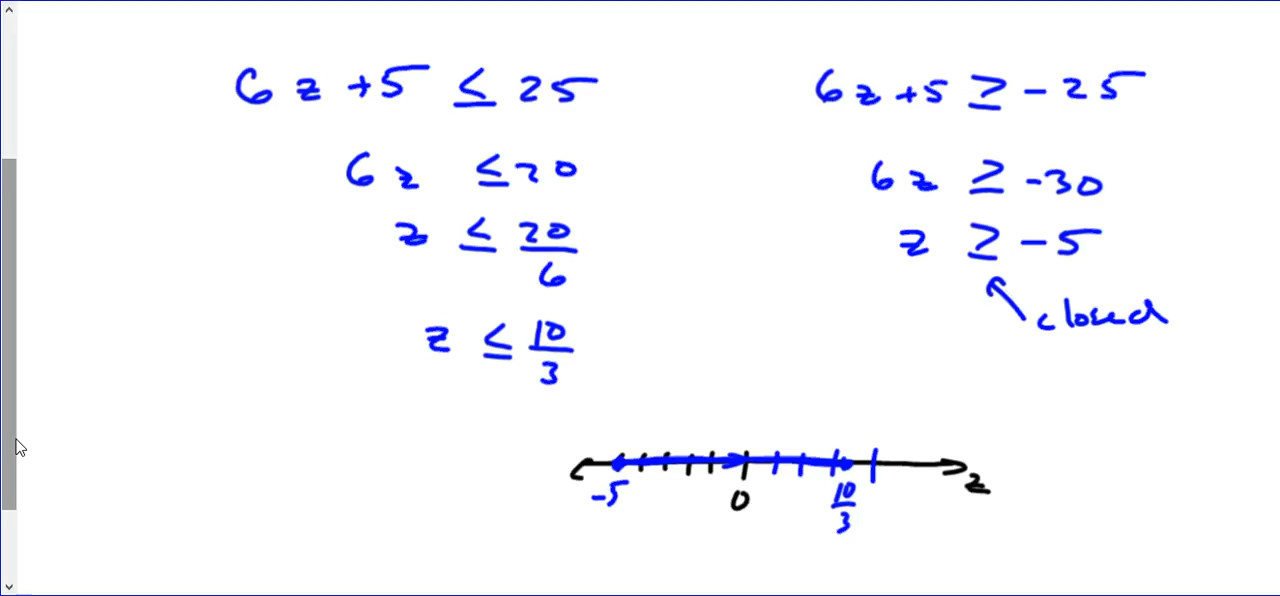 6z + 5 ≤ 25
6z ≤ 20
z ≤ 20/6
z ≤ 10/3
6z + 5 ≥ -25
6z ≥ -30
z ≥ -5
closed
-5 0 10/3 z